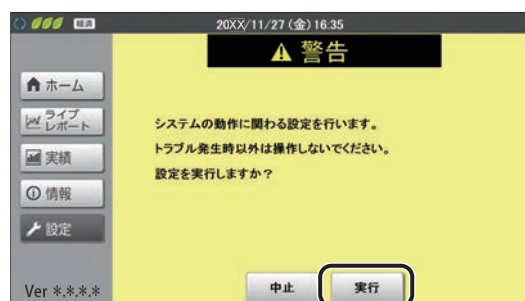 経済
20XX/11/27 (金) 16:35
警告
ホーム
ライブ
レポート
実績
情報
設定
システムの動作に関わる設定を行います。
トラブル発生時以外は操作しないでください。
設定を実行しますか?
中止
実行
Ver *.*.*.*